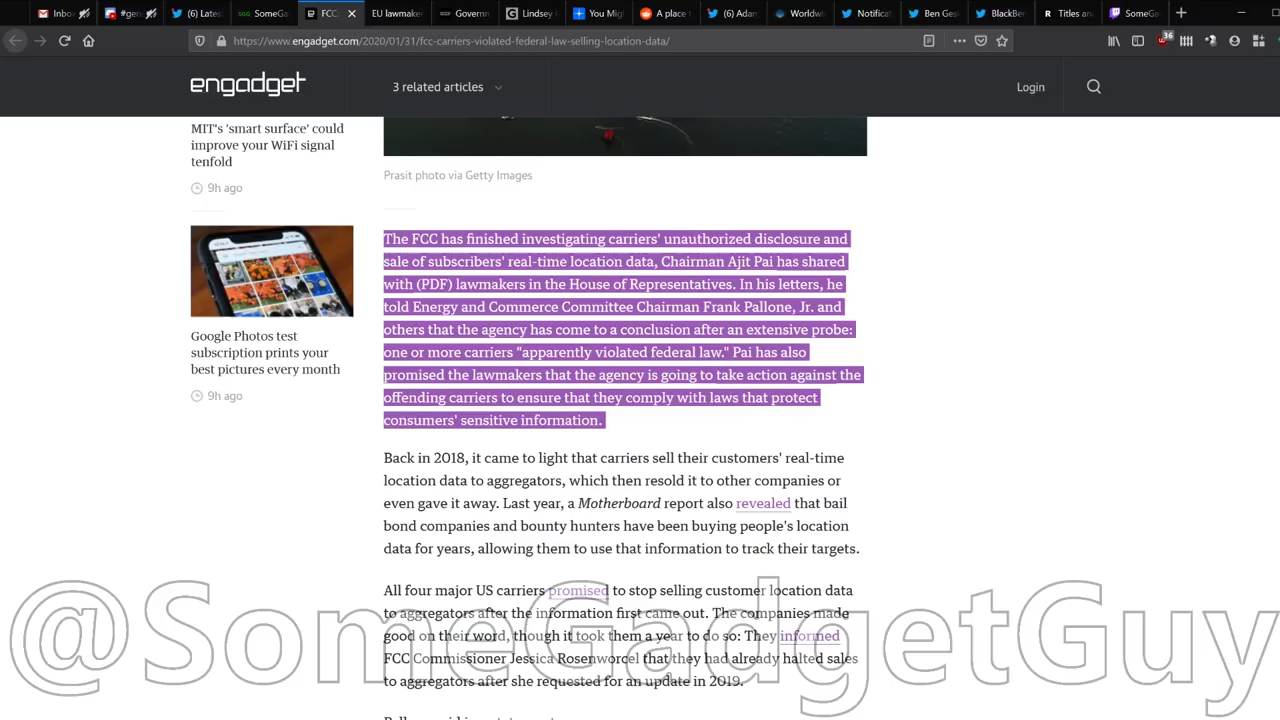 Inbox
#gen
(6) Lates
SGG SomeGa
FCC:
EU lawmaker
Governm
Lindsey
You Mig
A place t
(6) Adam
Worldwi
Notificat
Ben Ges
BlackBer
Titles an
SomeGa
https://www.engadget.com/2020/01/31/fcc-carriers-violated-federal-law-selling-location-data/
36
engadget
3 related articles
Login
MIT's 'smart surface' could
improve your WiFi signal
tenfold
9h ago
Google Photos test
subscription prints your
best pictures every month
9h ago
Prasit photo via Getty Images
The FCC has finished investigating carriers' unauthorized disclosure and
sale of subscribers' real-time location data, Chairman Ajit Pai has shared
with (PDF) lawmakers in the House of Representatives. In his letters, he
told Energy and Commerce Committee Chairman Frank Pallone, Jr. and
others that the agency has come to a conclusion after an extensive probe:
one or more carriers "apparently violated federal law." Pai has also
promised the lawmakers that the agency is going to take action against the
offending carriers to ensure that they comply with laws that protect
consumers' sensitive information.
Back in 2018, it came to light that carriers sell their customers' real-time
location data to aggregators, which then resold it to other companies or
even gave it away. Last year, a Motherboard report also revealed that bail
bond companies and bounty hunters have been buying people's location
data for years, allowing them to use that information to track their targets.
All four major US carriers promised to stop selling customer location data
to aggregators after the information first came out. The companies made
good on their word, though it took them a year to do so: They informed
FCC Commissioner Jessica Rosenworcel that they had already halted sales
to aggregators after she requested for an update in 2019.
@SomeGadgetGuy